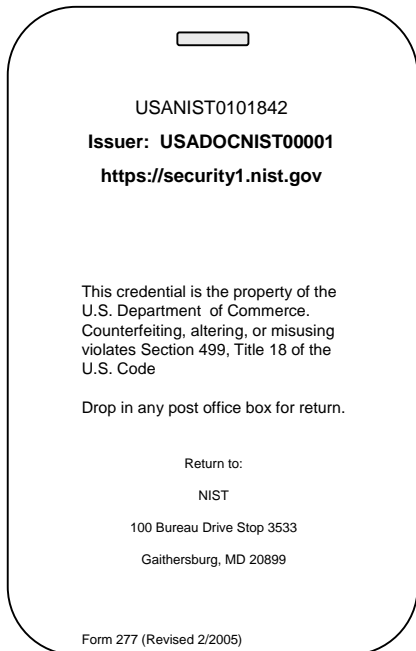 USANIST0101842
Issuer: USADOCNIST00001
https://security1.nist.gov
This credential is the property of the
U.S. Department of Commerce.
Counterfeiting, altering, or misusing
violates Section 499, Title 18 of the
U.S. Code
Drop in any post office box for return.
Return to:
NIST
100 Bureau Drive Stop 3533
Gaithersburg, MD 20899
Form 277 (Revised 2/2005)